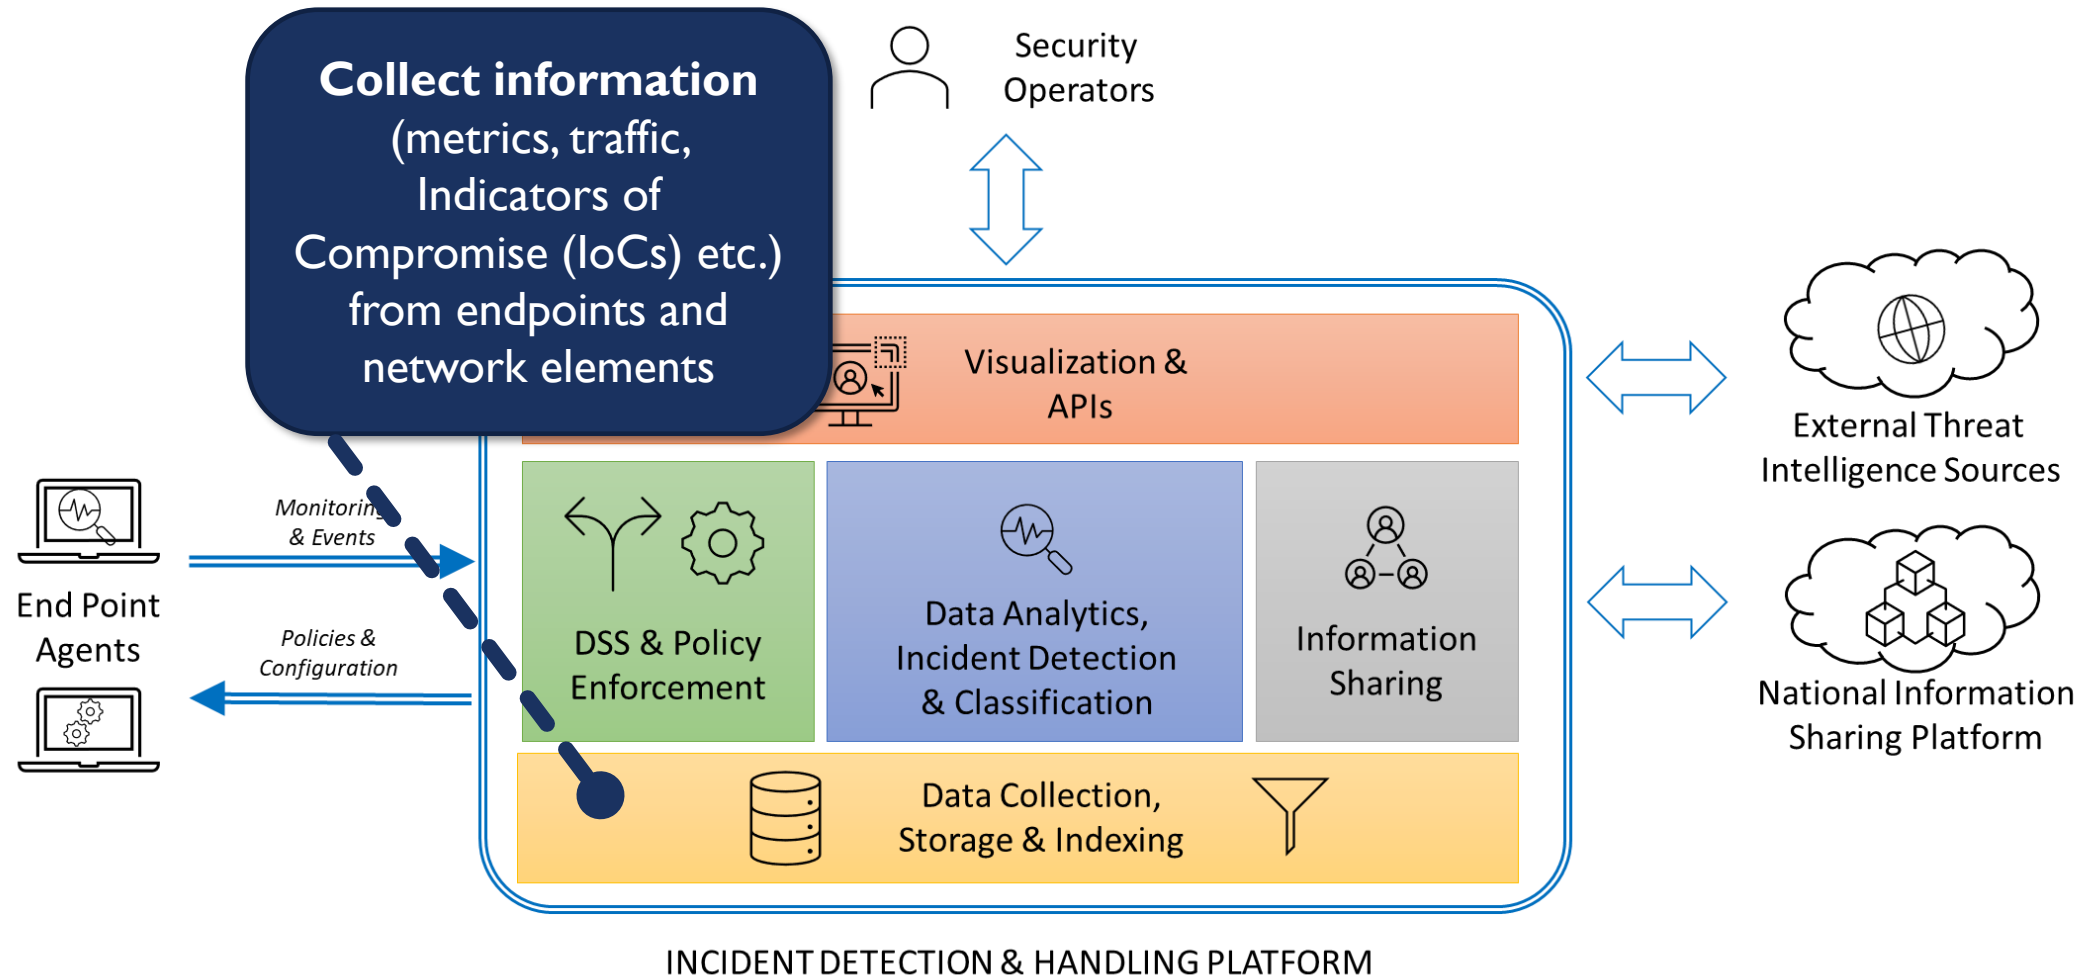 Collect information
(metrics, traffic,
Indicators of
Compromise (IoCs) etc.)
from endpoints and
network elements
Security
Operators
Visualization &
APIs
External Threat
Intelligence Sources
Monitoring
& Events
End Point
Agents
Policies &
Configuration
DSS & Policy
Enforcement
Data Analytics,
Incident Detection
& Classification
Information
Sharing
National Information
Sharing Platform
Data Collection,
Storage & Indexing
INCIDENT DETECTION & HANDLING PLATFORM